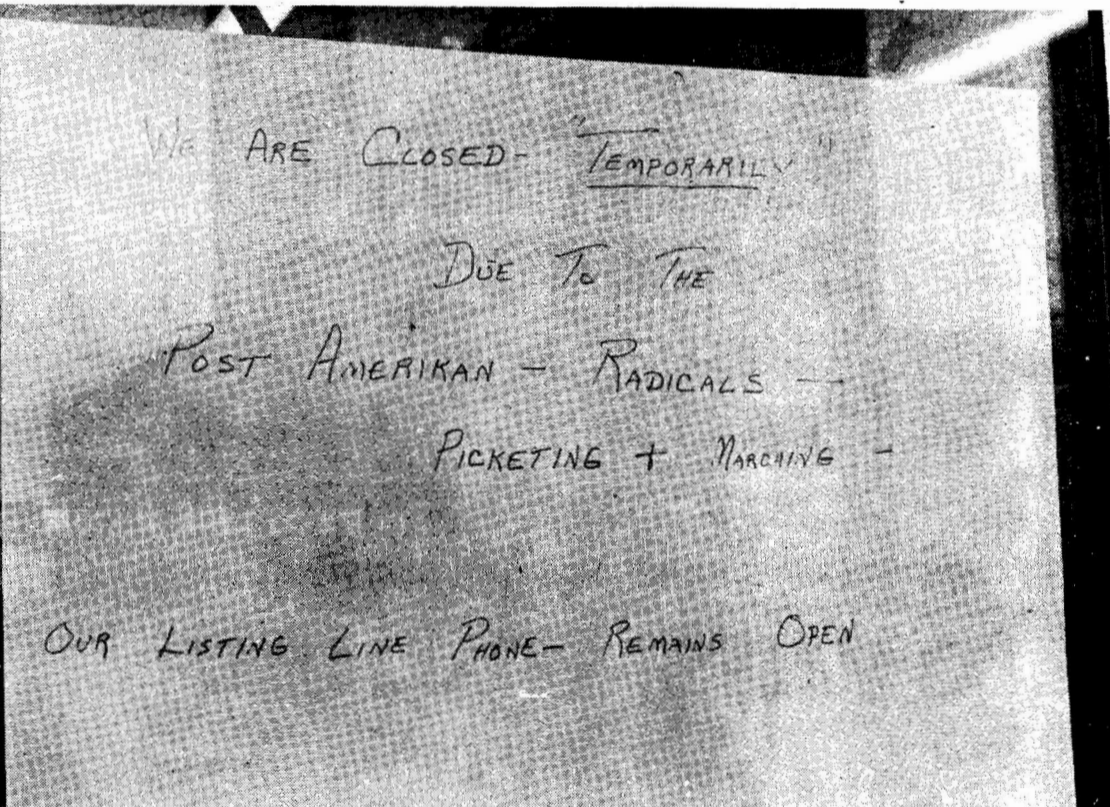 We ARE CLOSED - "TEMPORARILY"
DUE TO THE
POST AMERIKAN - RADICALS --
PICKETING + MARCHING -
OUR LISTING LINE PHONE - REMAINS OPEN